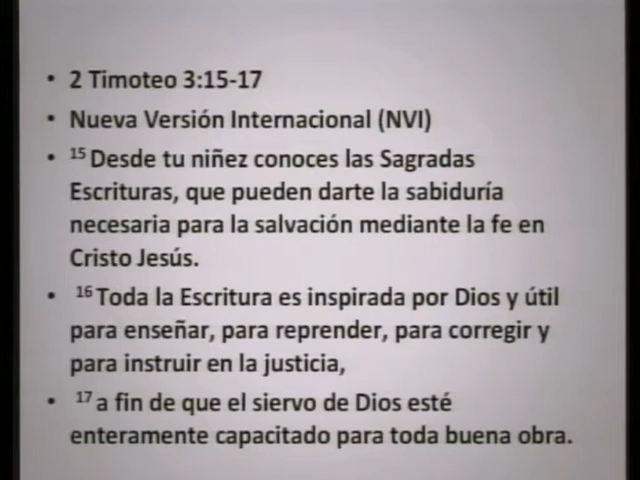 • 2 Timoteo 3:15-17
• Nueva Versión Internacional (NVI)
• 15 Desde tu niñez conoces las Sagradas
Escrituras, que pueden darte la sabiduría
necesaria para la salvación mediante la fe en
Cristo Jesús.
• 16 Toda la Escritura es inspirada por Dios y útil
para enseñar, para reprender, para corregir y
para instruir en la justicia,
• 17 a fin de que el siervo de Dios esté
enteramente capacitado para toda buena obra.